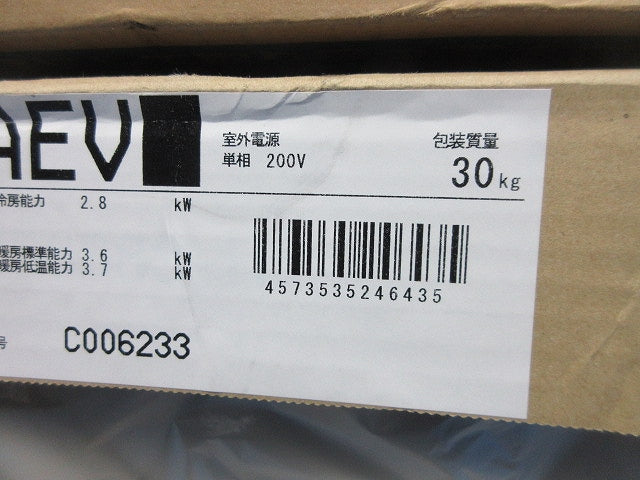 AEV■
室外電源
単相 200V
包装質量
30kg
冷房能力 2.8 kW
暖房標準能力 3.6 kW
暖房低温能力 3.7 kW
4573535246435
号 C006233